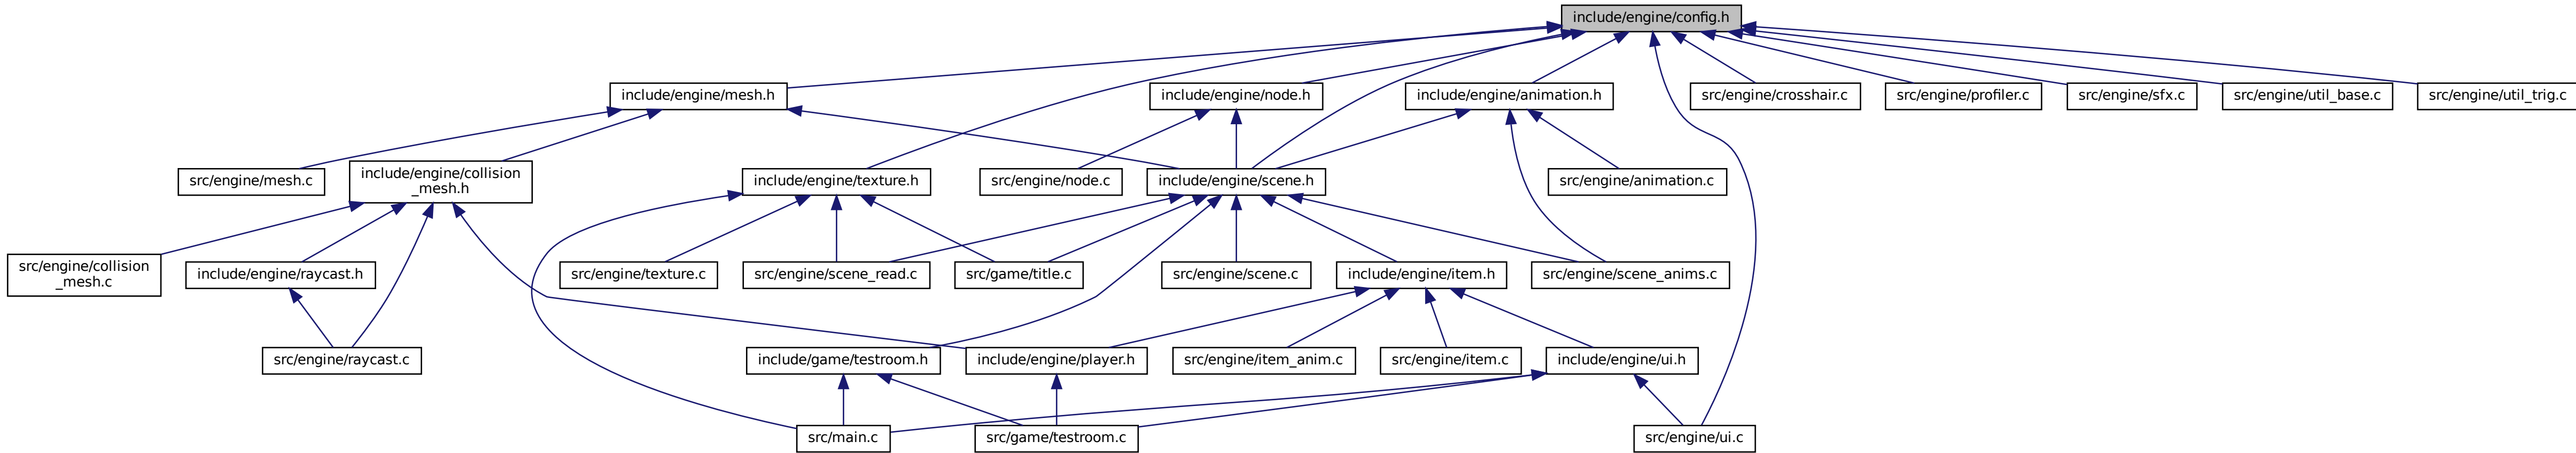 include/engine/config.h
include/engine/mesh.h
include/engine/node.h
include/engine/animation.h
src/engine/crosshair.c
src/engine/profiler.c
src/engine/sfx.c
src/engine/util_base.c
src/engine/util_trig.c
src/engine/mesh.c
include/engine/collision
_mesh.h
include/engine/texture.h
src/engine/node.c
include/engine/scene.h
src/engine/animation.c
src/engine/collision
_mesh.c
include/engine/raycast.h
src/engine/texture.c
src/engine/scene_read.c
src/game/title.c
src/engine/scene.c
include/engine/item.h
src/engine/scene_anims.c
src/engine/raycast.c
include/game/testroom.h
include/engine/player.h
src/engine/item_anim.c
src/engine/item.c
include/engine/ui.h
src/main.c
src/game/testroom.c
src/engine/ui.c